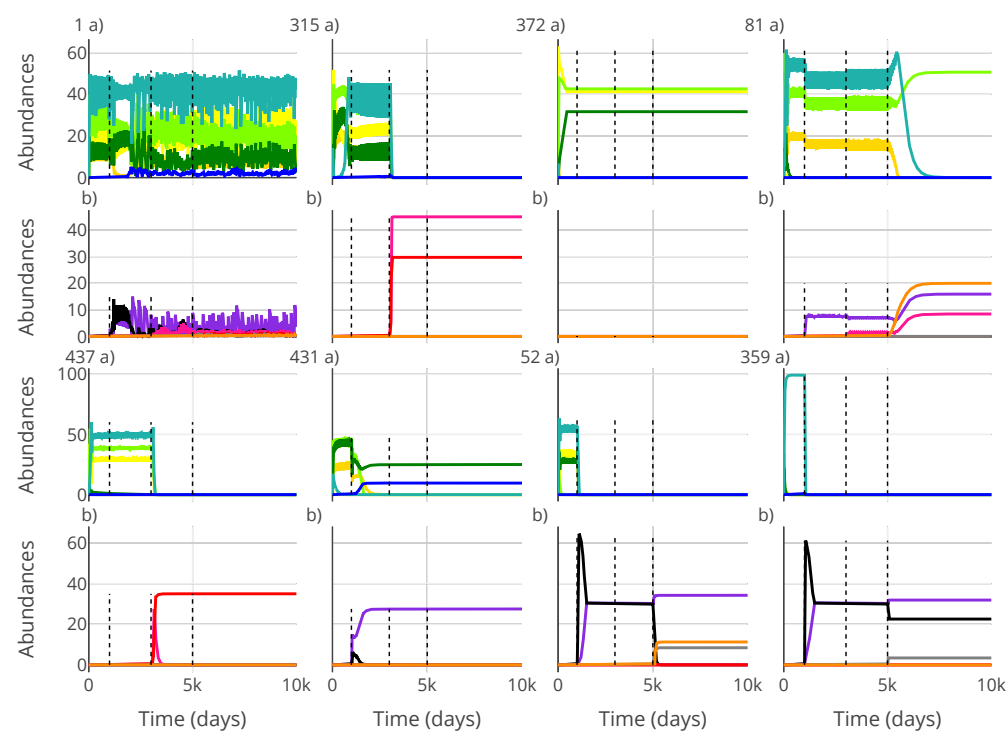 1 a) 315 a) 372 a) 81 a)
60
40
20
0
Abundances
b) b) b) b)
40
30
20
10
0
Abundances
437 a) 431 a) 52 a) 359 a)
100
50
0
Abundances
b) b) b) b)
60
40
20
0
Abundances
0 5k 10k 0 5k 10k 0 5k 10k 0 5k 10k
Time (days) Time (days) Time (days) Time (days)